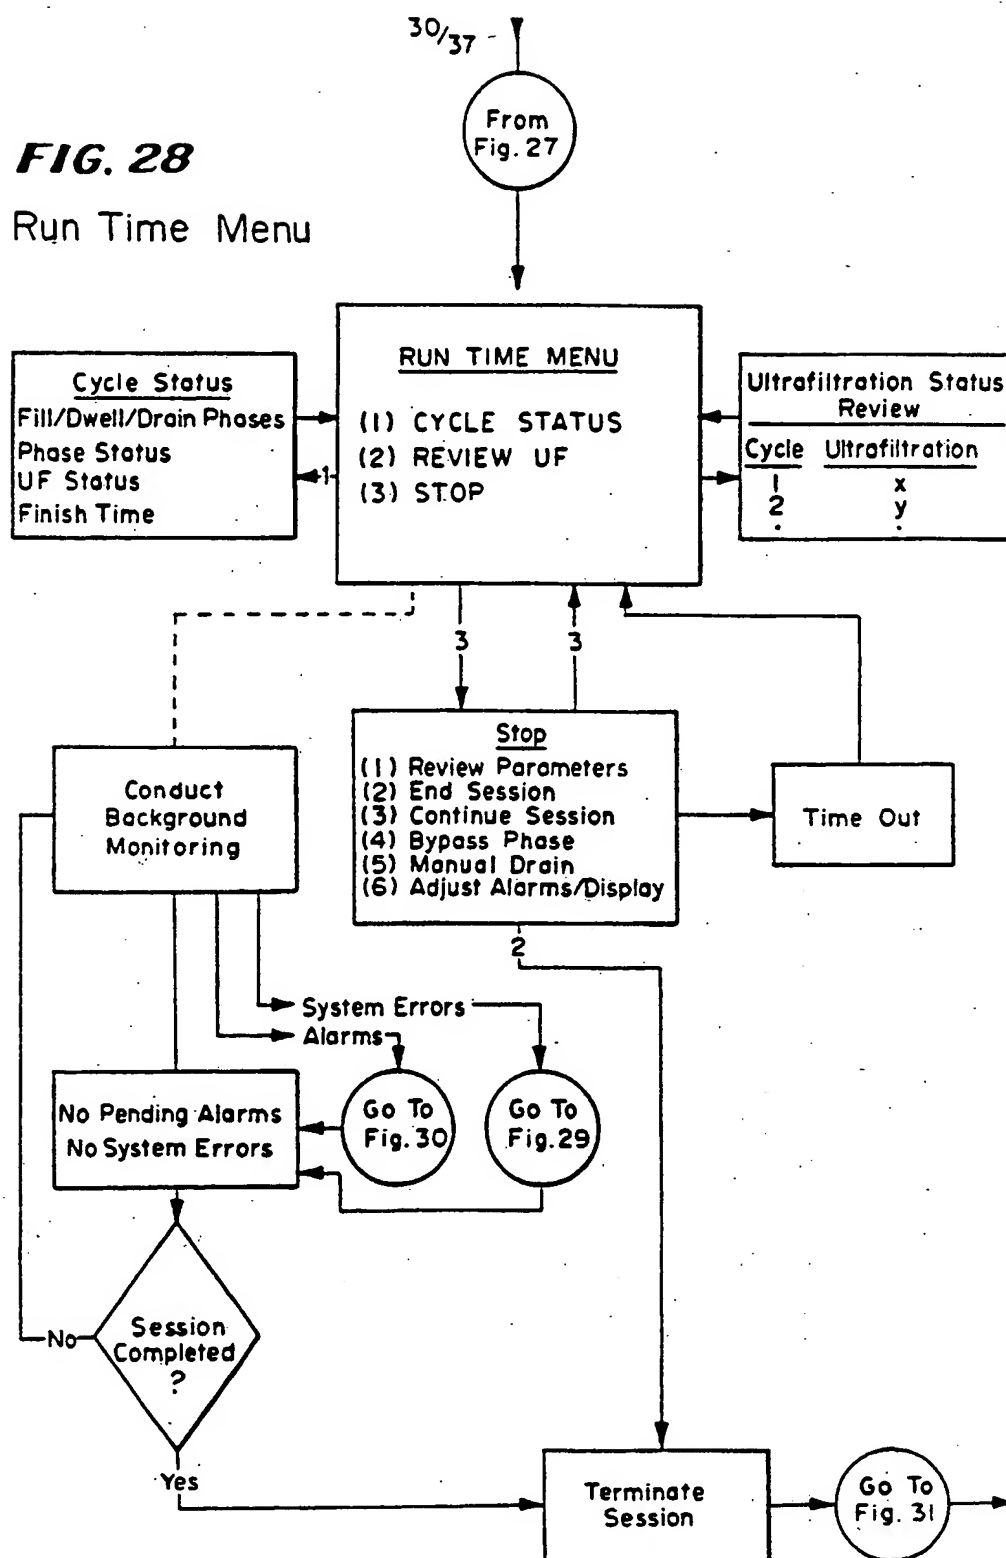 30/37
From
Fig. 27
FIG. 28
Run Time Menu
RUN TIME MENU
(1) CYCLE STATUS
(2) REVIEW UF
(3) STOP
Cycle Status
Fill/Dwell/Drain Phases
Phase Status
UF Status
Finish Time
1
Ultrafiltration Status
Review
Cycle Ultrafiltration
1 x
2 y
. .
3
3
Stop
(1) Review Parameters
(2) End Session
(3) Continue Session
(4) Bypass Phase
(5) Manual Drain
(6) Adjust Alarms/Display
Time Out
2
Conduct
Background
Monitoring
System Errors
Alarms
No Pending Alarms
No System Errors
Go To
Fig. 30
Go To
Fig. 29
Session
Completed
?
No
Yes
Terminate
Session
Go To
Fig. 31